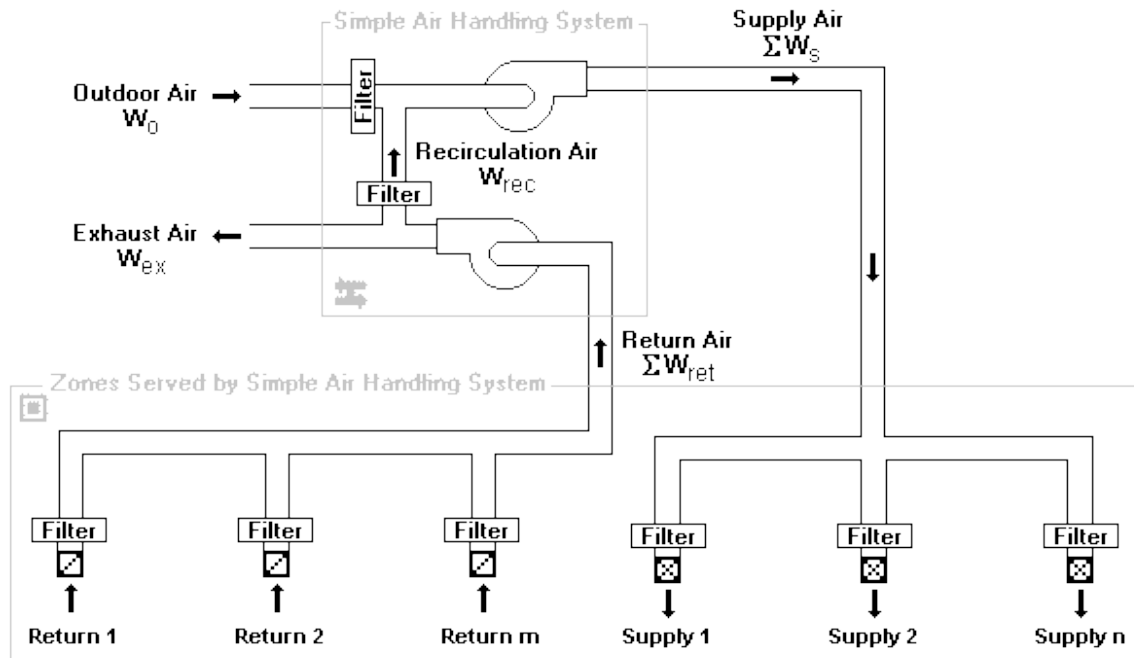 Simple Air Handling System
Supply Air
ΣWs
Outdoor Air
Wo
Filter
Recirculation Air
Wrec
Filter
Exhaust Air
Wex
Return Air
ΣWret
Zones Served by Simple Air Handling System
Filter Filter Filter Filter Filter Filter
Return 1 Return 2 Return m Supply 1 Supply 2 Supply n